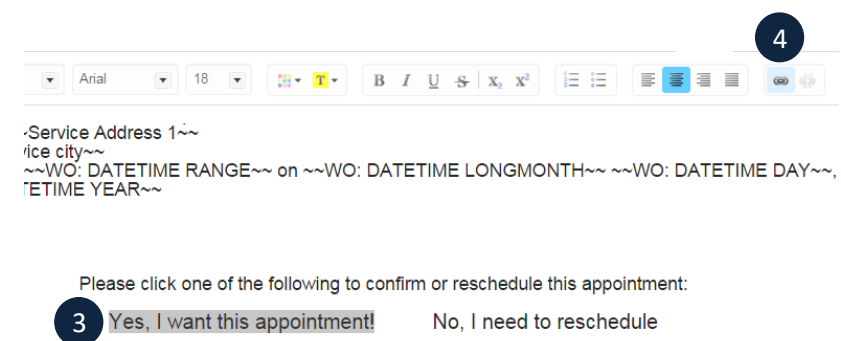 4
Arial 18 T B I U S X₂ X²
~Service Address 1~~
vice city~~
~~WO: DATETIME RANGE~~ on ~~WO: DATETIME LONGMONTH~~ ~~WO: DATETIME DAY~~,
TETIME YEAR~~
Please click one of the following to confirm or reschedule this appointment:
3 Yes, I want this appointment! No, I need to reschedule